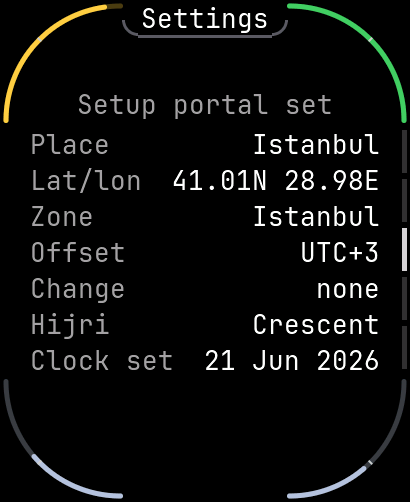 Settings
Setup portal set
Place Istanbul
Lat/lon 41.01N 28.98E
Zone Istanbul
Offset UTC+3
Change none
Hijri Crescent
Clock set 21 Jun 2026